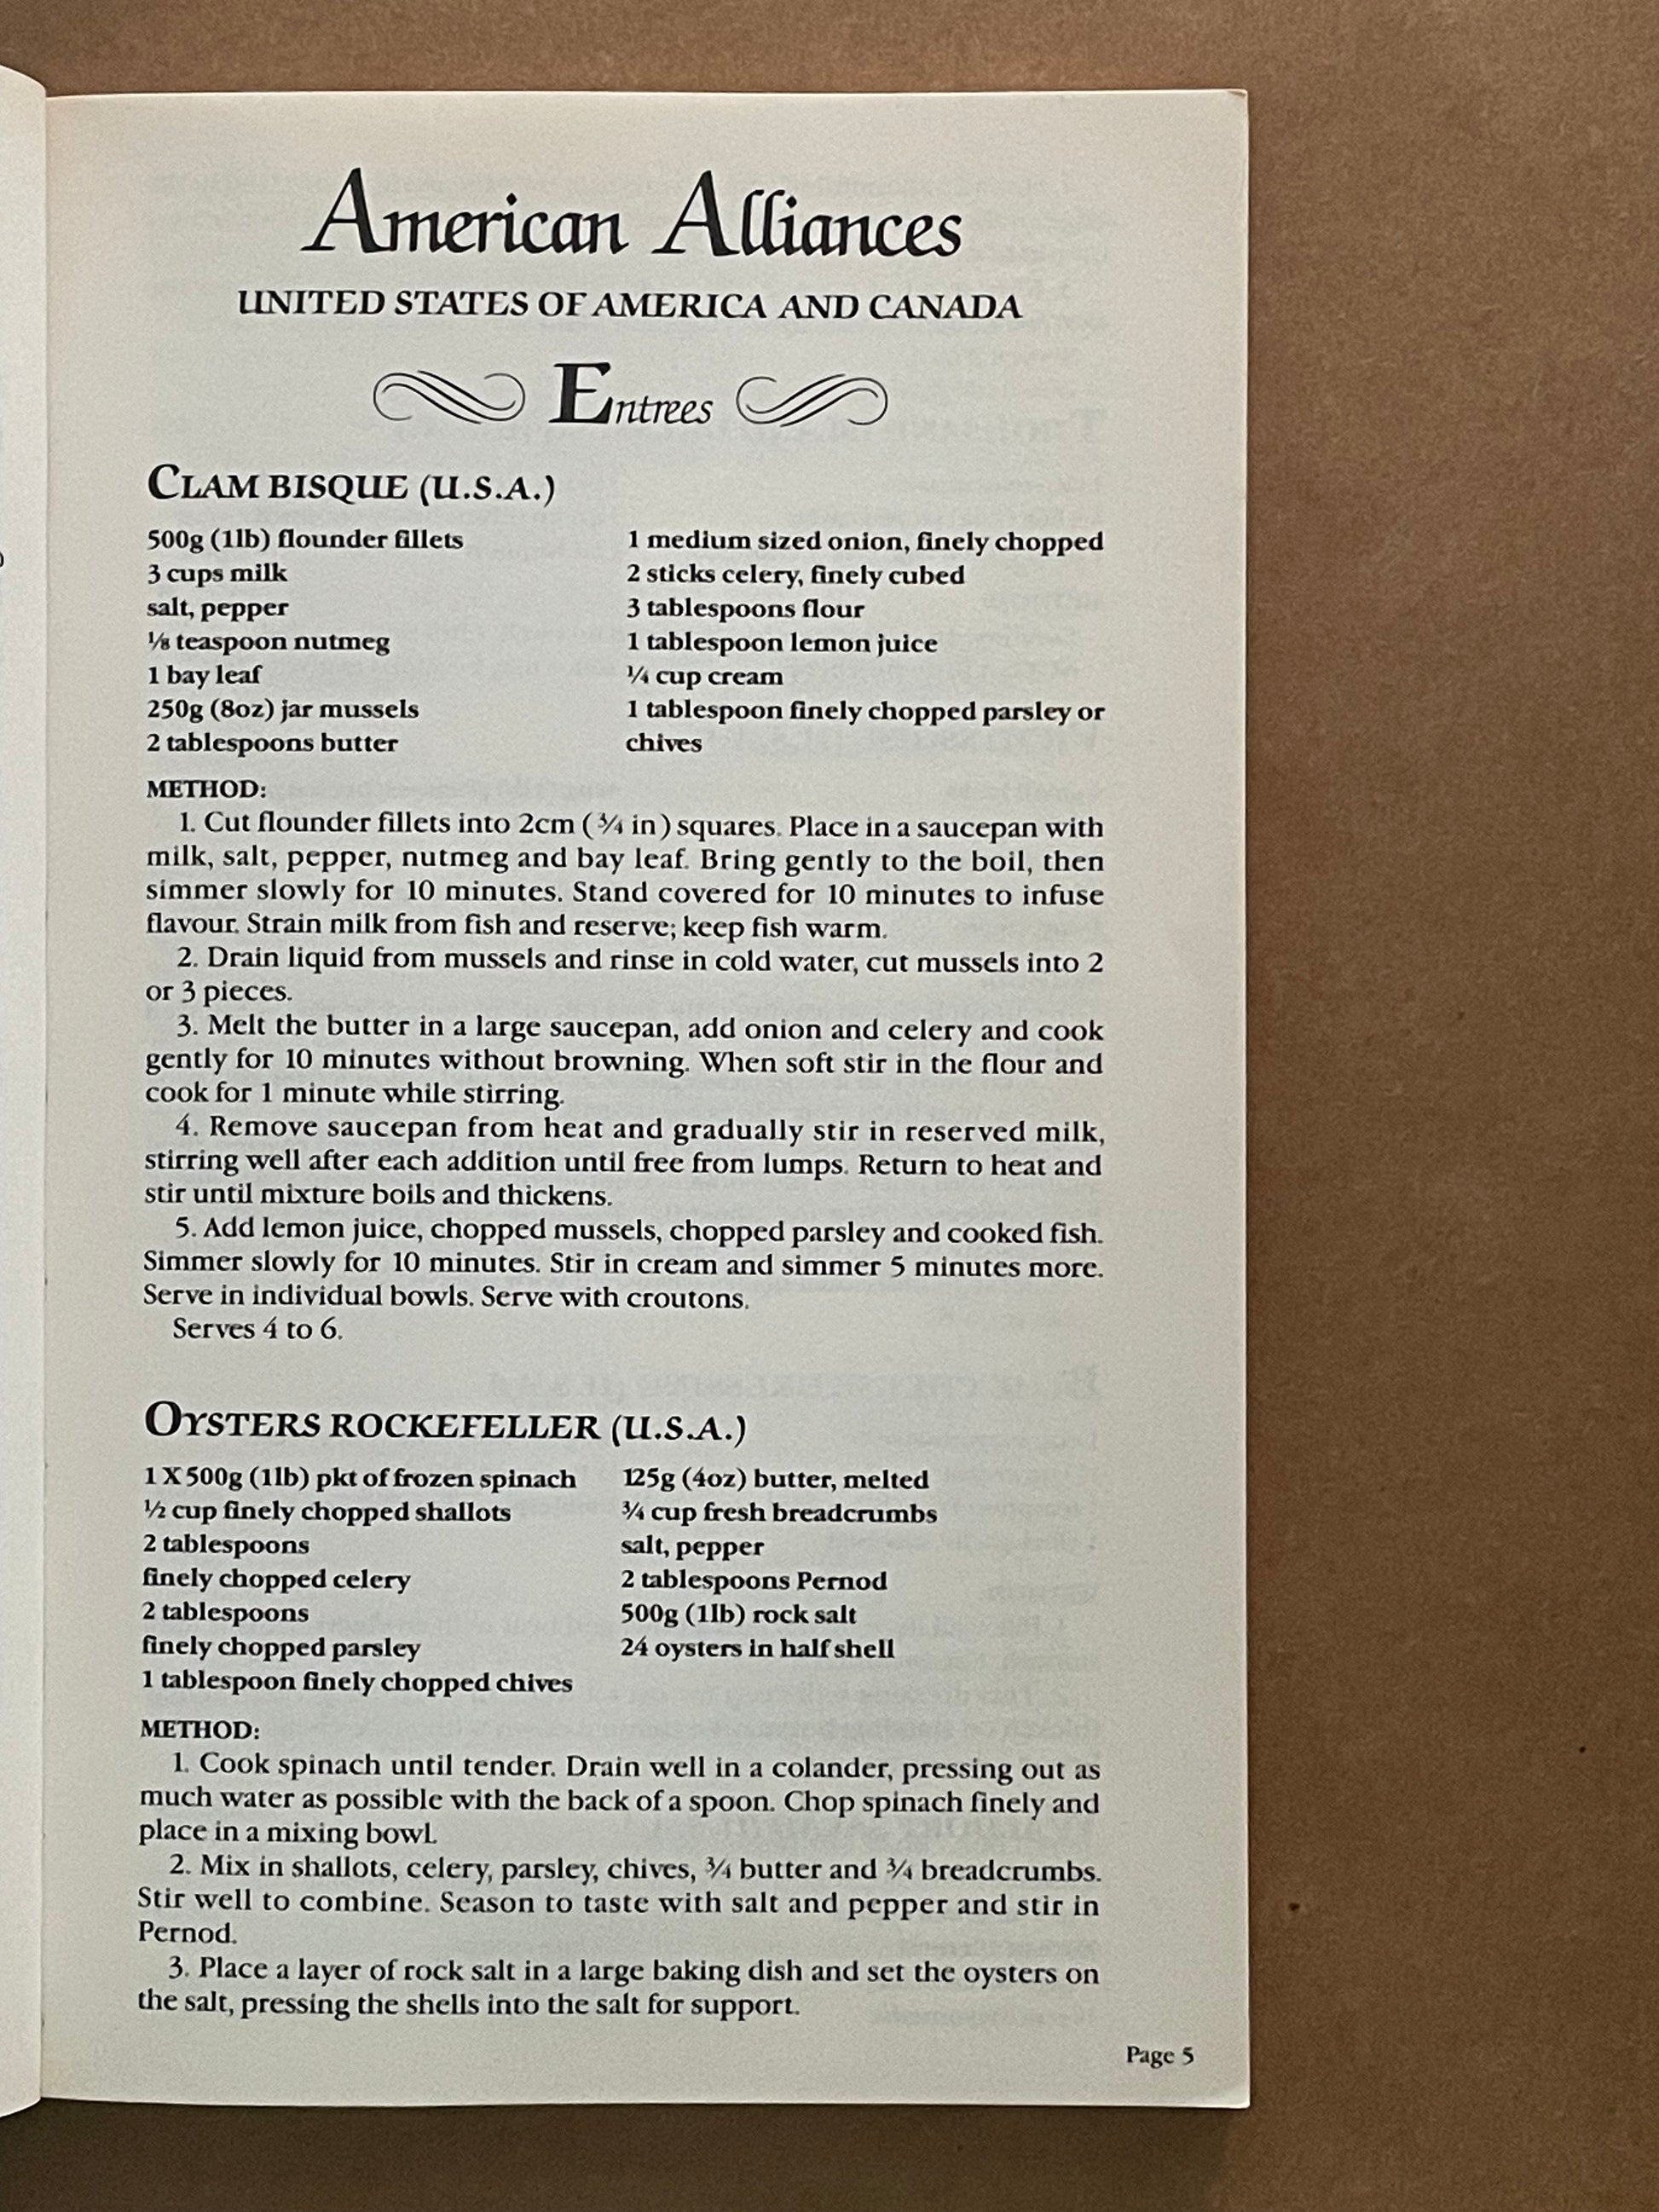 American Alliances
UNITED STATES OF AMERICA AND CANADA
Entrees
CLAM BISQUE (U.S.A.)
500g (1lb) flounder fillets
3 cups milk
salt, pepper
⅛ teaspoon nutmeg
1 bay leaf
250g (8oz) jar mussels
2 tablespoons butter
1 medium sized onion, finely chopped
2 sticks celery, finely cubed
3 tablespoons flour
1 tablespoon lemon juice
¼ cup cream
1 tablespoon finely chopped parsley or
chives
METHOD:
1. Cut flounder fillets into 2cm (¾ in) squares. Place in a saucepan with
milk, salt, pepper, nutmeg and bay leaf. Bring gently to the boil, then
simmer slowly for 10 minutes. Stand covered for 10 minutes to infuse
flavour. Strain milk from fish and reserve; keep fish warm.
2. Drain liquid from mussels and rinse in cold water, cut mussels into 2
or 3 pieces.
3. Melt the butter in a large saucepan, add onion and celery and cook
gently for 10 minutes without browning. When soft stir in the flour and
cook for 1 minute while stirring.
4. Remove saucepan from heat and gradually stir in reserved milk,
stirring well after each addition until free from lumps. Return to heat and
stir until mixture boils and thickens.
5. Add lemon juice, chopped mussels, chopped parsley and cooked fish.
Simmer slowly for 10 minutes. Stir in cream and simmer 5 minutes more.
Serve in individual bowls. Serve with croutons.
Serves 4 to 6.
OYSTERS ROCKEFELLER (U.S.A.)
1 X 500g (1lb) pkt of frozen spinach
½ cup finely chopped shallots
2 tablespoons
finely chopped celery
2 tablespoons
finely chopped parsley
1 tablespoon finely chopped chives
125g (4oz) butter, melted
¾ cup fresh breadcrumbs
salt, pepper
2 tablespoons Pernod
500g (1lb) rock salt
24 oysters in half shell
METHOD:
1. Cook spinach until tender. Drain well in a colander, pressing out as
much water as possible with the back of a spoon. Chop spinach finely and
place in a mixing bowl.
2. Mix in shallots, celery, parsley, chives, ¾ butter and ¾ breadcrumbs.
Stir well to combine. Season to taste with salt and pepper and stir in
Pernod.
3. Place a layer of rock salt in a large baking dish and set the oysters on
the salt, pressing the shells into the salt for support.
Page 5